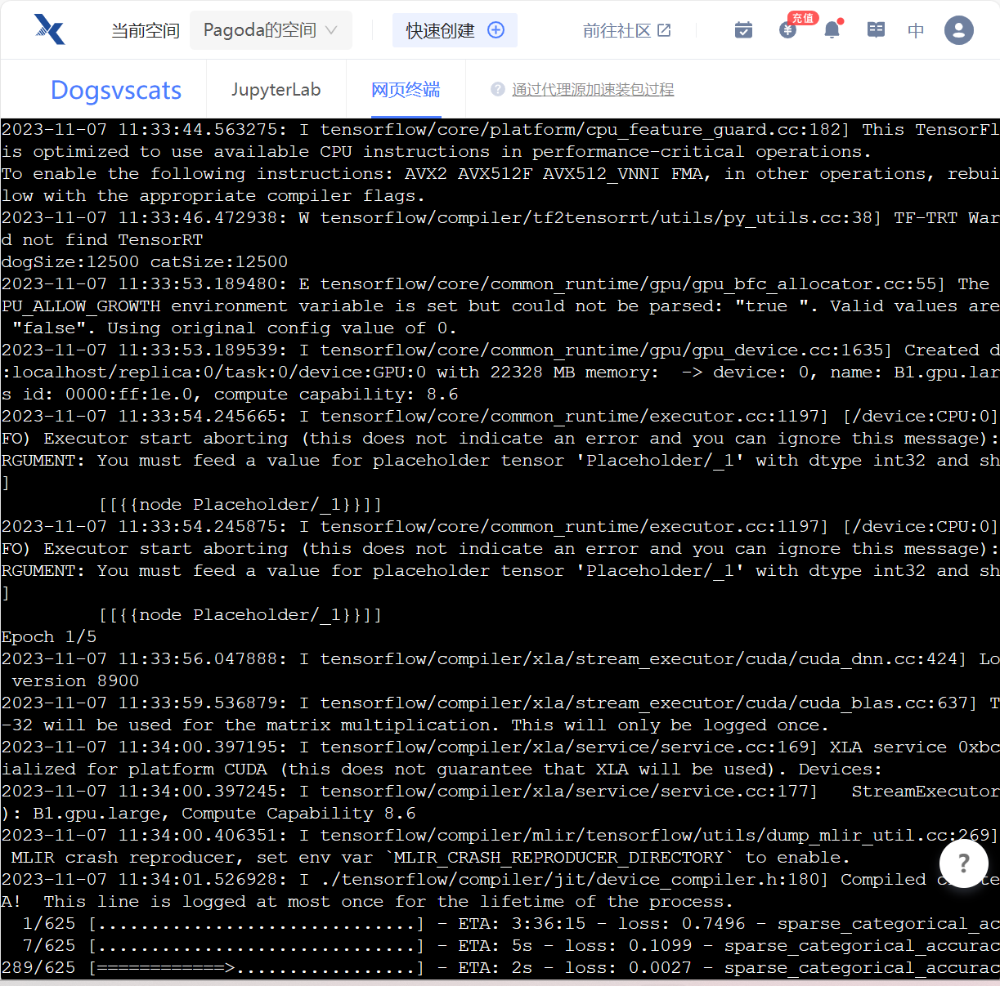 当前空间 Pagoda的空间 快速创建 前往社区 充值 中
Dogsvscats JupyterLab 网页终端 通过代理源加速装包过程
2023-11-07 11:33:44.563275: I tensorflow/core/platform/cpu_feature_guard.cc:182] This TensorFl
is optimized to use available CPU instructions in performance-critical operations.
To enable the following instructions: AVX2 AVX512F AVX512_VNNI FMA, in other operations, rebui
low with the appropriate compiler flags.
2023-11-07 11:33:46.472938: W tensorflow/compiler/tf2tensorrt/utils/py_utils.cc:38] TF-TRT War
d not find TensorRT
dogSize:12500 catSize:12500
2023-11-07 11:33:53.189480: E tensorflow/core/common_runtime/gpu/gpu_bfc_allocator.cc:55] The
PU_ALLOW_GROWTH environment variable is set but could not be parsed: "true ". Valid values are
"false". Using original config value of 0.
2023-11-07 11:33:53.189539: I tensorflow/core/common_runtime/gpu/gpu_device.cc:1635] Created d
:localhost/replica:0/task:0/device:GPU:0 with 22328 MB memory:  -> device: 0, name: B1.gpu.lar
s id: 0000:ff:1e.0, compute capability: 8.6
2023-11-07 11:33:54.245665: I tensorflow/core/common_runtime/executor.cc:1197] [/device:CPU:0]
FO) Executor start aborting (this does not indicate an error and you can ignore this message):
RGUMENT: You must feed a value for placeholder tensor 'Placeholder/_1' with dtype int32 and sh
]
[[{{node Placeholder/_1}}]]
2023-11-07 11:33:54.245875: I tensorflow/core/common_runtime/executor.cc:1197] [/device:CPU:0]
FO) Executor start aborting (this does not indicate an error and you can ignore this message):
RGUMENT: You must feed a value for placeholder tensor 'Placeholder/_1' with dtype int32 and sh
]
[[{{node Placeholder/_1}}]]
Epoch 1/5
2023-11-07 11:33:56.047888: I tensorflow/compiler/xla/stream_executor/cuda/cuda_dnn.cc:424] Lo
version 8900
2023-11-07 11:33:59.536879: I tensorflow/compiler/xla/stream_executor/cuda/cuda_blas.cc:637] T
-32 will be used for the matrix multiplication. This will only be logged once.
2023-11-07 11:34:00.397195: I tensorflow/compiler/xla/service/service.cc:169] XLA service 0xbc
ialized for platform CUDA (this does not guarantee that XLA will be used). Devices:
2023-11-07 11:34:00.397245: I tensorflow/compiler/xla/service/service.cc:177]   StreamExecutor
): B1.gpu.large, Compute Capability 8.6
2023-11-07 11:34:00.406351: I tensorflow/compiler/mlir/tensorflow/utils/dump_mlir_util.cc:269]
MLIR crash reproducer, set env var `MLIR_CRASH_REPRODUCER_DIRECTORY` to enable.
2023-11-07 11:34:01.526928: I ./tensorflow/compiler/jit/device_compiler.h:180] Compiled
A!  This line is logged at most once for the lifetime of the process.
1/625 [..............................] - ETA: 3:36:15 - loss: 0.7496 - sparse_categorical_ac
7/625 [..............................] - ETA: 5s - loss: 0.1099 - sparse_categorical_accurac
289/625 [============>.................] - ETA: 2s - loss: 0.0027 - sparse_categorical_accurac